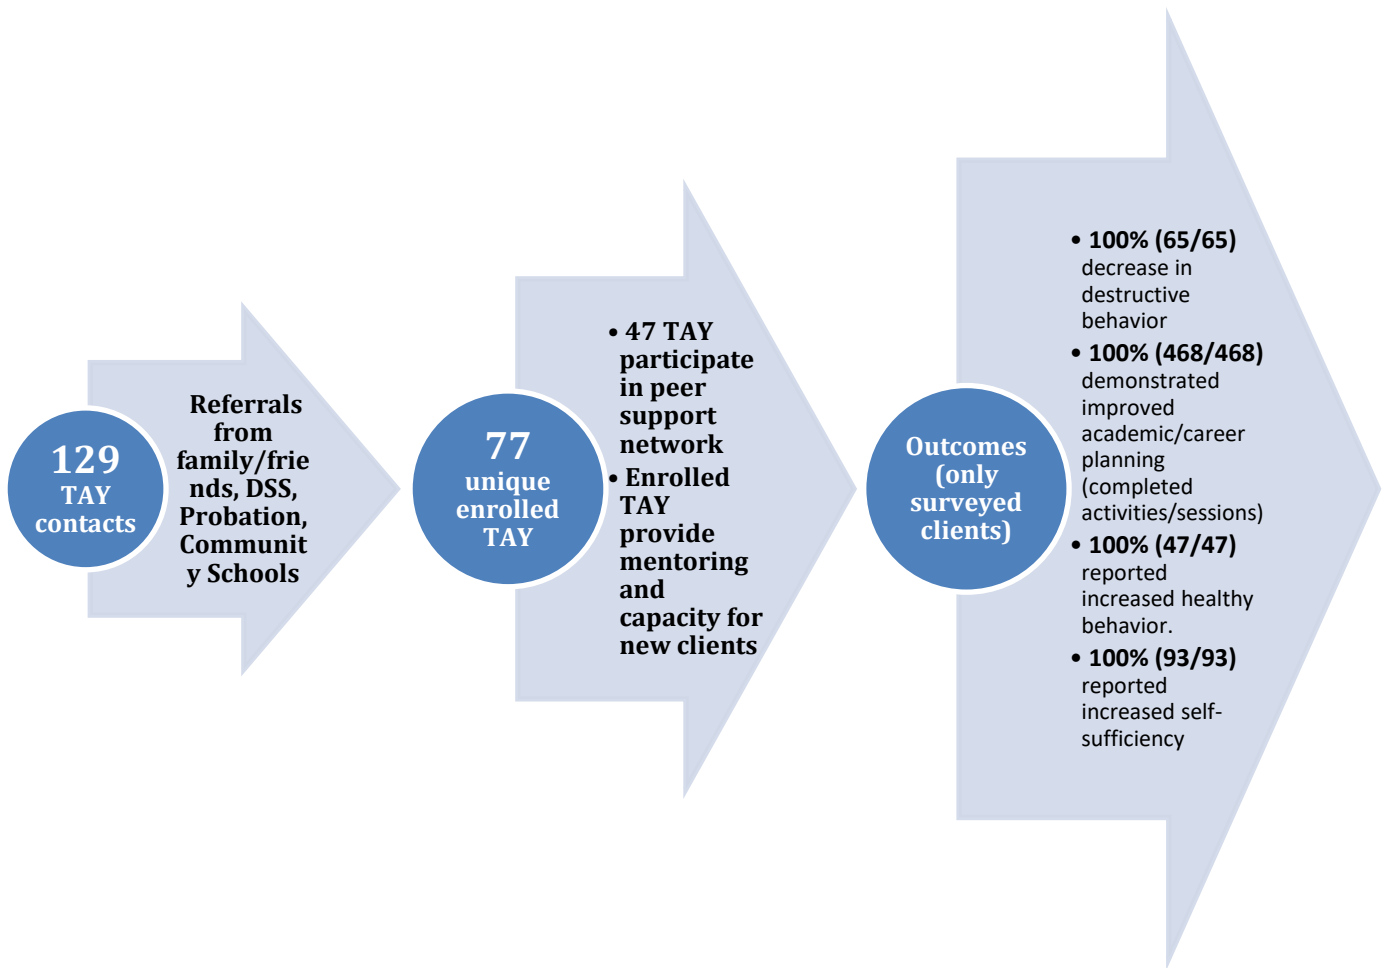 129
TAY
contacts
Referrals
from
family/frie
nds, DSS,
Probation,
Communit
y Schools
77
unique
enrolled
TAY
• 47 TAY
participate
in peer
support
network
• Enrolled
TAY
provide
mentoring
and
capacity for
new clients
Outcomes
(only
surveyed
clients)
• 100% (65/65)
decrease in
destructive
behavior
• 100% (468/468)
demonstrated
improved
academic/career
planning
(completed
activities/sessions)
• 100% (47/47)
reported
increased healthy
behavior.
• 100% (93/93)
reported
increased self-
sufficiency